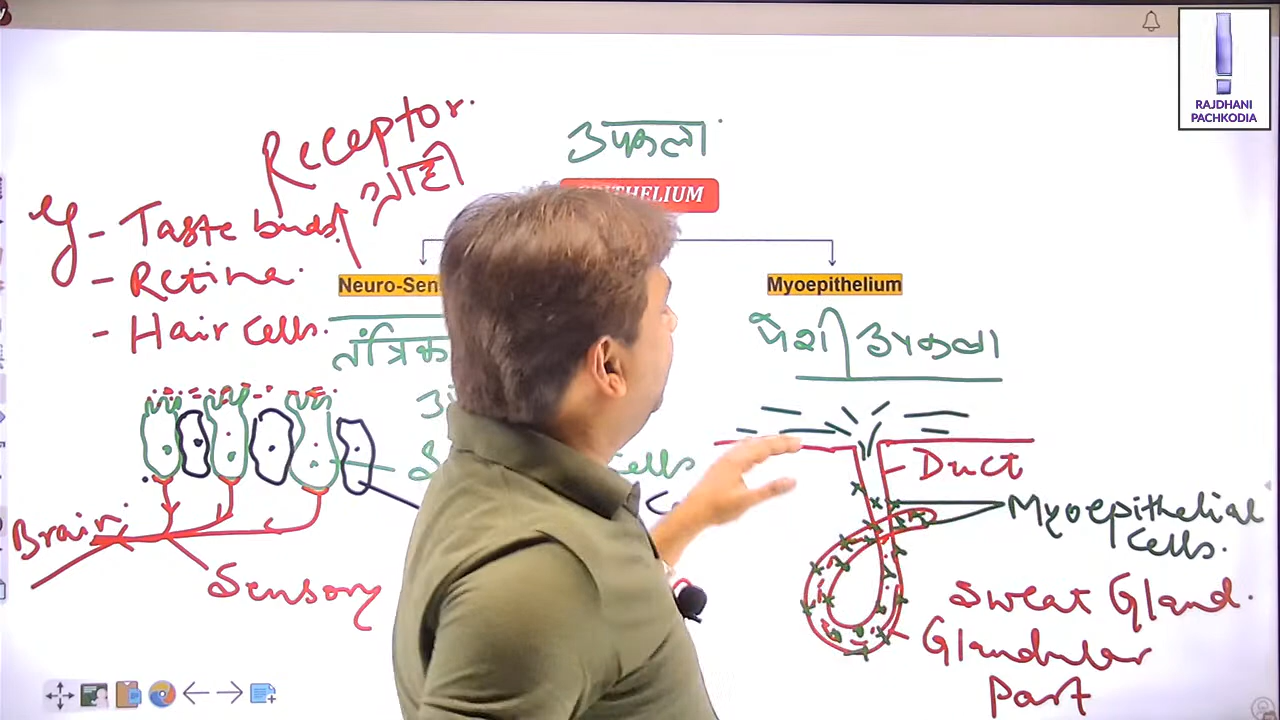 RAJDHANI
PACHKODIA
Receptor.
ग्राही
उपकला
EPITHELIUM
eg - Taste buds
- Retina.
- Hair Cells.
Neuro-Sen
Myoepithelium
तंत्रिक
पेशी उपकला
cells
Duct
Myoepithelial
Cells.
Brain.
Sensory
Sweat Gland.
Glandular
Part